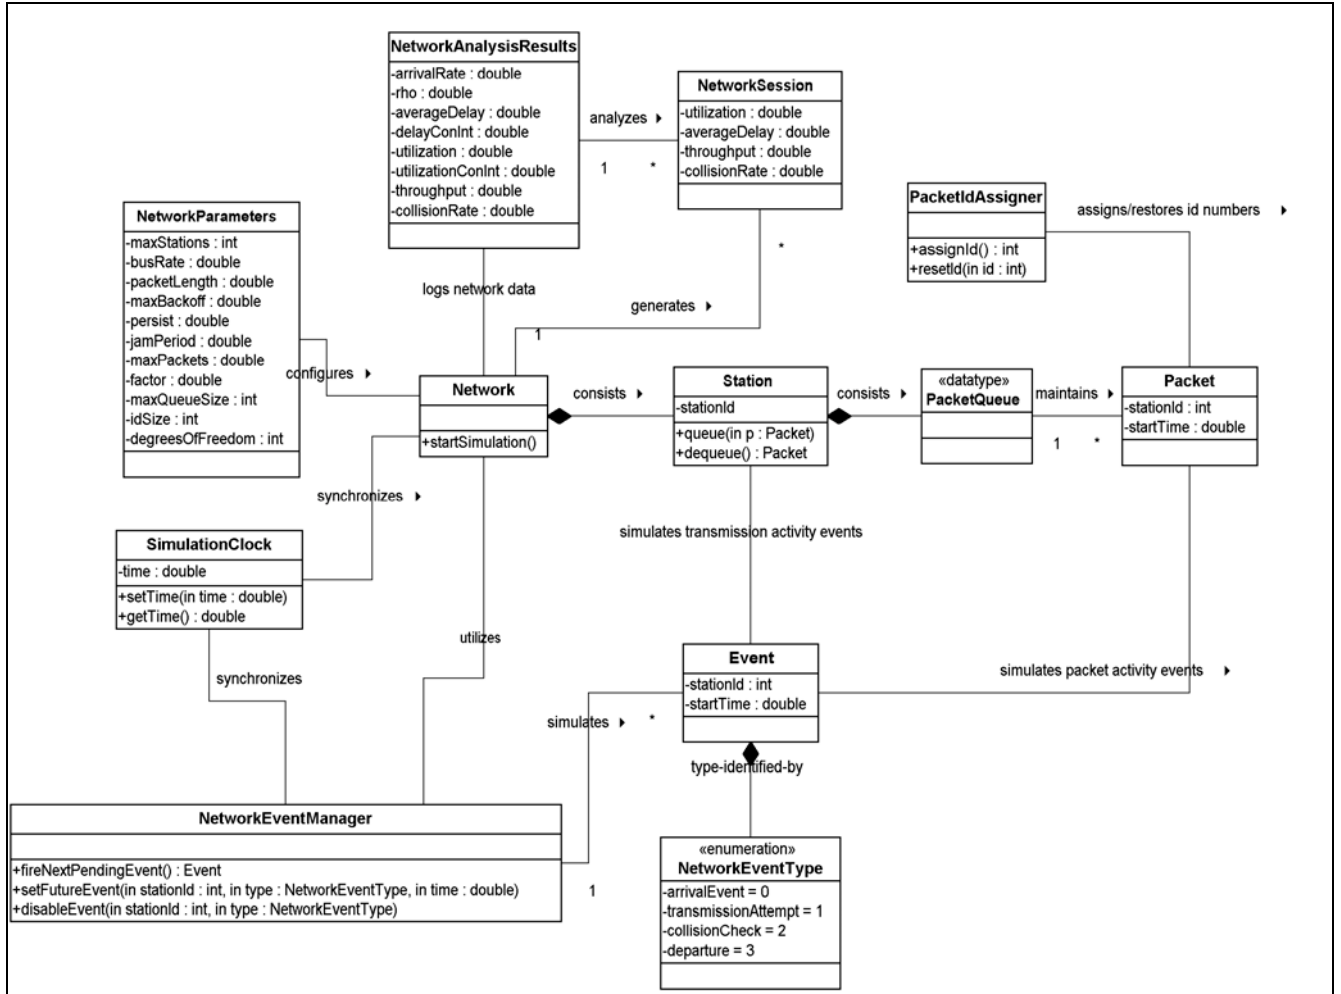 NetworkAnalysisResults
-arrivalRate : double
-rho : double
-averageDelay : double
-delayConInt : double
-utilization : double
-utilizationConInt : double
-throughput : double
-collisionRate : double
analyzes
1
*
NetworkSession
-utilization : double
-averageDelay : double
-throughput : double
-collisionRate : double
PacketIdAssigner
+assignId() : int
+resetId(in id : int)
assigns/restores id numbers
NetworkParameters
-maxStations : int
-busRate : double
-packetLength : double
-maxBackoff : double
-persist : double
-jamPeriod : double
-maxPackets : double
-factor : double
-maxQueueSize : int
-idSize : int
-degreesOfFreedom : int
logs network data
*
generates
1
configures
Network
+startSimulation()
consists
Station
-stationId
+queue(in p : Packet)
+dequeue() : Packet
consists
«datatype»
PacketQueue
maintains
1
*
Packet
-stationId : int
-startTime : double
synchronizes
SimulationClock
-time : double
+setTime(in time : double)
+getTime() : double
simulates transmission activity events
utilizes
synchronizes
Event
-stationId : int
-startTime : double
simulates packet activity events
simulates
*
type-identified-by
NetworkEventManager
+fireNextPendingEvent() : Event
+setFutureEvent(in stationId : int, in type : NetworkEventType, in time : double)
+disableEvent(in stationId : int, in type : NetworkEventType)
1
«enumeration»
NetworkEventType
-arrivalEvent = 0
-transmissionAttempt = 1
-collisionCheck = 2
-departure = 3